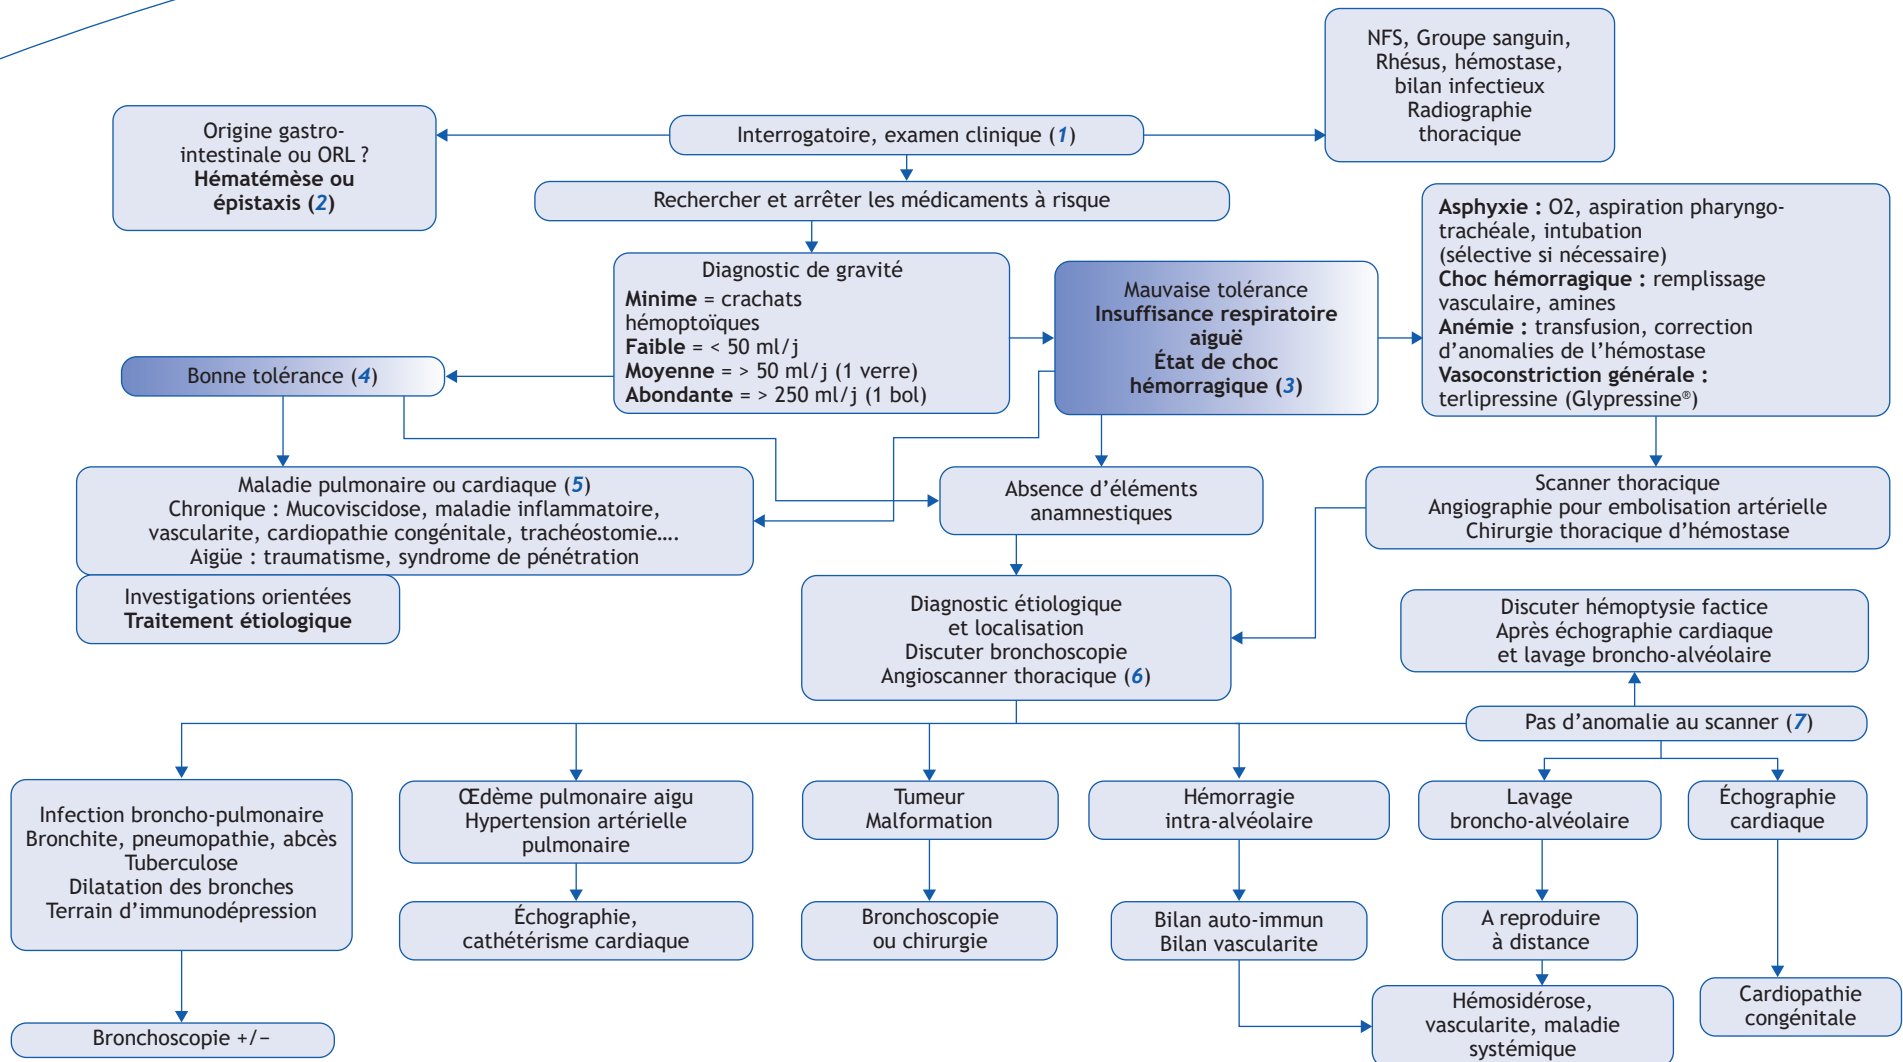 NFS, Groupe sanguin,
Rhésus, hémostase,
bilan infectieux
Radiographie
thoracique
Origine gastro-
intestinale ou ORL ?
Hématémèse ou
épistaxis (2)
Interrogatoire, examen clinique (1)
Rechercher et arrêter les médicaments à risque
Diagnostic de gravité
Minime = crachats
hémoptoïques
Faible = < 50 ml/j
Moyenne = > 50 ml/j (1 verre)
Abondante = > 250 ml/j (1 bol)
Mauvaise tolérance
Insuffisance respiratoire
aiguë
État de choc
hémorragique (3)
Asphyxie : O2, aspiration pharyngo-
trachéale, intubation
(sélective si nécessaire)
Choc hémorragique : remplissage
vasculaire, amines
Anémie : transfusion, correction
d’anomalies de l’hémostase
Vasoconstriction générale :
terlipressine (Glypressine®)
Bonne tolérance (4)
Maladie pulmonaire ou cardiaque (5)
Chronique : Mucoviscidose, maladie inflammatoire,
vascularite, cardiopathie congénitale, trachéostomie....
Aigüe : traumatisme, syndrome de pénétration
Investigations orientées
Traitement étiologique
Absence d’éléments
anamnestiques
Scanner thoracique
Angiographie pour embolisation artérielle
Chirurgie thoracique d’hémostase
Diagnostic étiologique
et localisation
Discuter bronchoscopie
Angioscanner thoracique (6)
Discuter hémoptysie factice
Après échographie cardiaque
et lavage broncho-alvéolaire
Pas d’anomalie au scanner (7)
Infection broncho-pulmonaire
Bronchite, pneumopathie, abcès
Tuberculose
Dilatation des bronches
Terrain d’immunodépression
Œdème pulmonaire aigu
Hypertension artérielle
pulmonaire
Tumeur
Malformation
Hémorragie
intra-alvéolaire
Lavage
broncho-alvéolaire
Échographie
cardiaque
Échographie,
cathétérisme cardiaque
Bronchoscopie
ou chirurgie
Bilan auto-immun
Bilan vascularite
A reproduire
à distance
Bronchoscopie +/−
Hémosidérose,
vascularite, maladie
systémique
Cardiopathie
congénitale